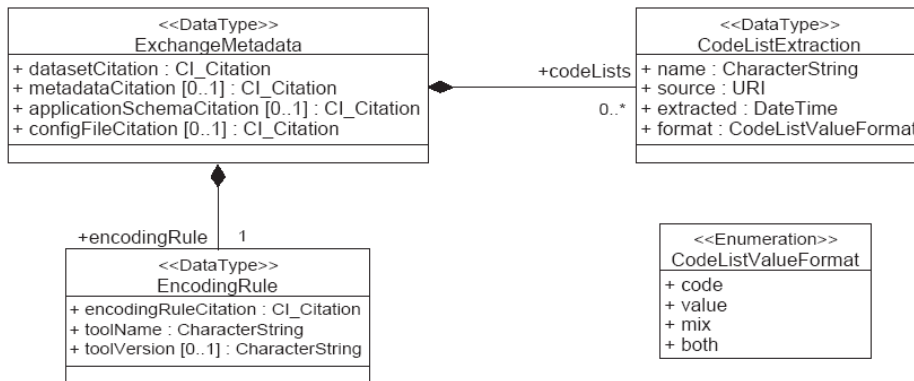 <<DataType>>
ExchangeMetadata
+ datasetCitation : CI_Citation
+ metadataCitation [0..1] : CI_Citation
+ applicationSchemaCitation [0..1] : CI_Citation
+ configFileCitation [0..1] : CI_Citation
+codeLists
0..*
<<DataType>>
CodeListExtraction
+ name : CharacterString
+ source : URI
+ extracted : DateTime
+ format : CodeListValueFormat
+encodingRule 1
<<DataType>>
EncodingRule
+ encodingRuleCitation : CI_Citation
+ toolName : CharacterString
+ toolVersion [0..1] : CharacterString
<<Enumeration>>
CodeListValueFormat
+ code
+ value
+ mix
+ both